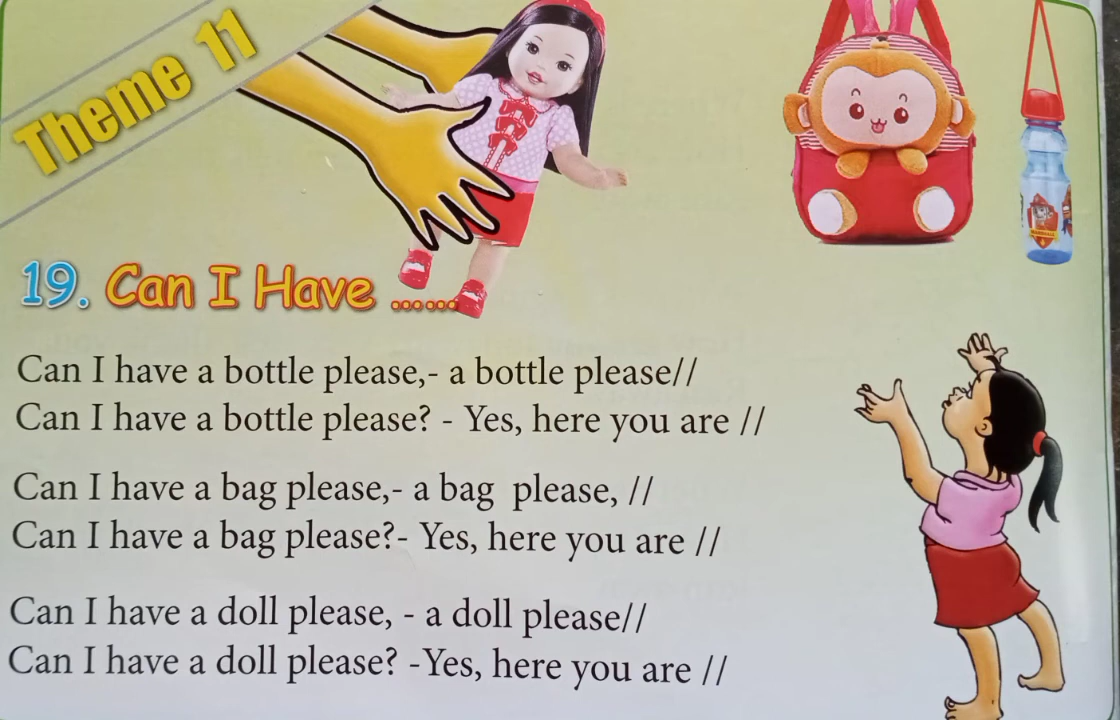 Theme 11
19. Can I Have ......
Can I have a bottle please,- a bottle please//
Can I have a bottle please? - Yes, here you are //
Can I have a bag please,- a bag please, //
Can I have a bag please?- Yes, here you are //
Can I have a doll please, - a doll please//
Can I have a doll please? -Yes, here you are //